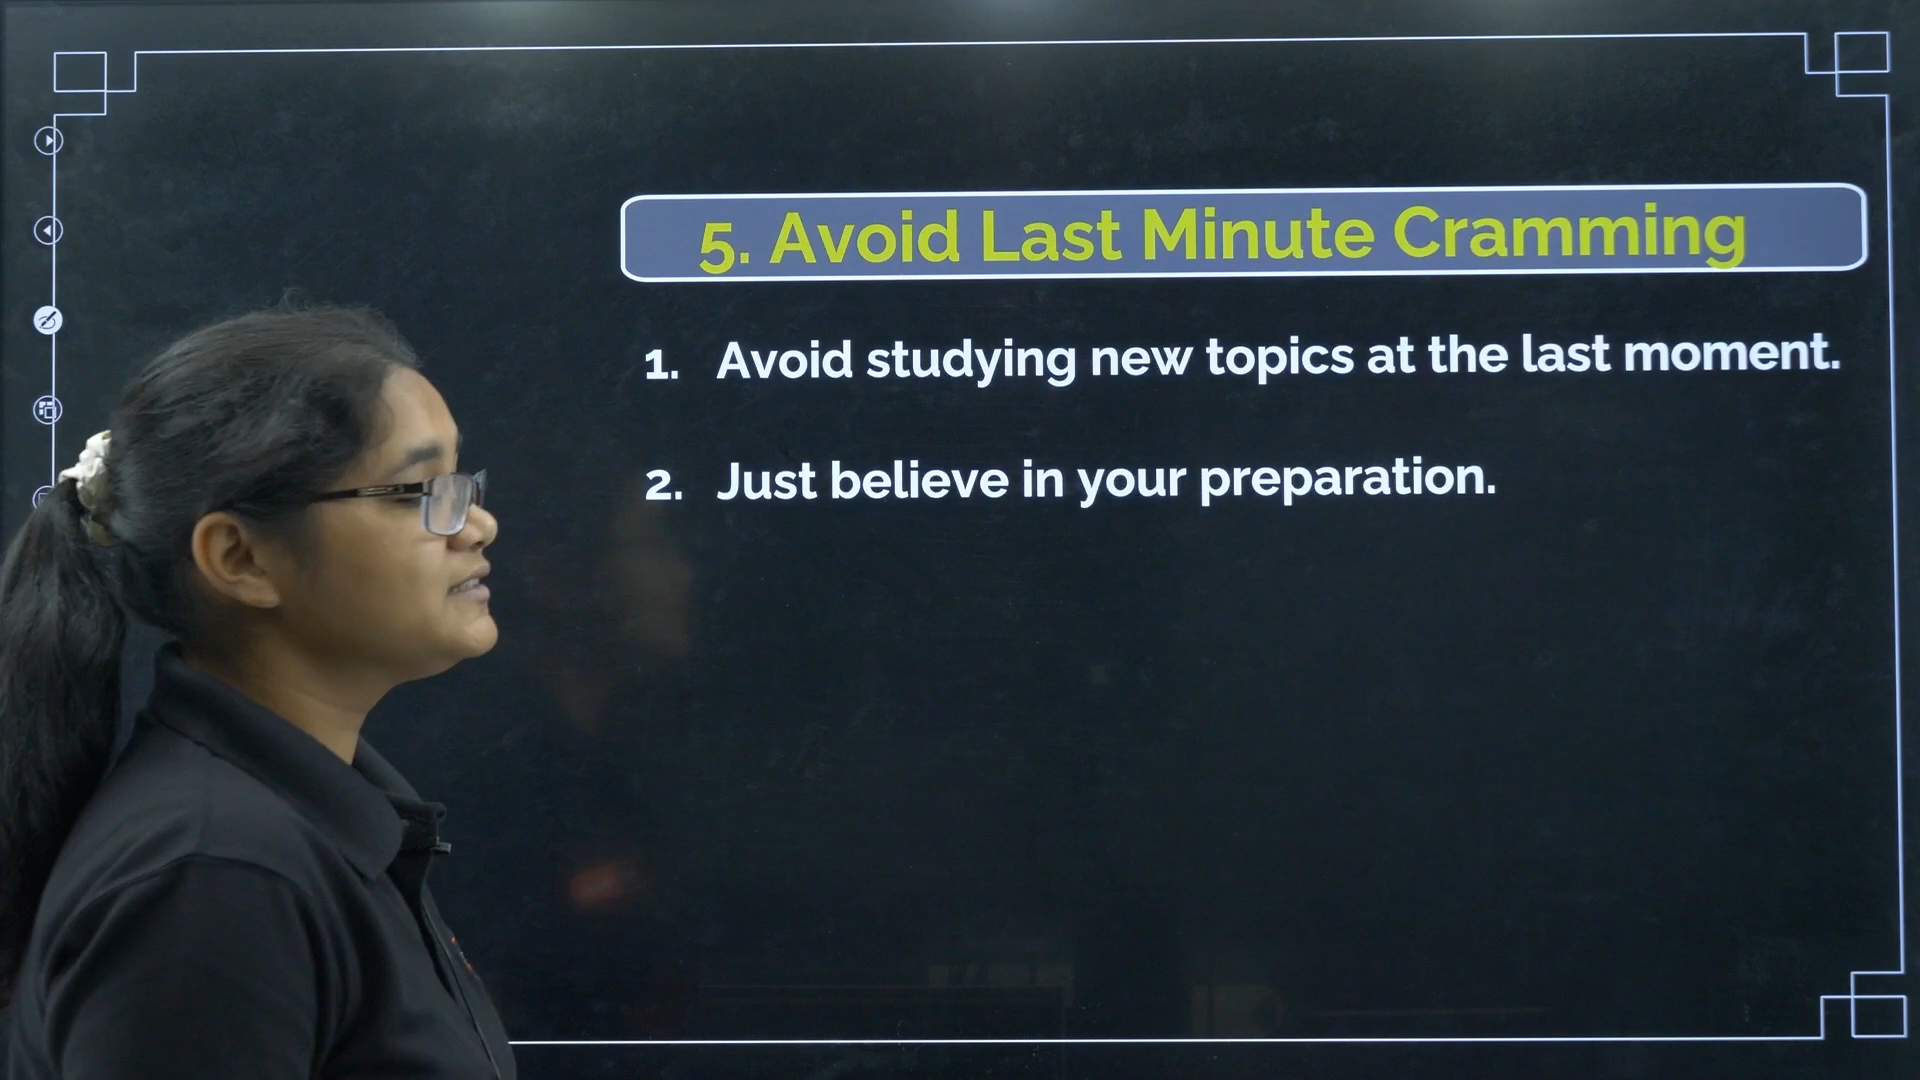 5. Avoid Last Minute Cramming
1. Avoid studying new topics at the last moment.
2. Just believe in your preparation.